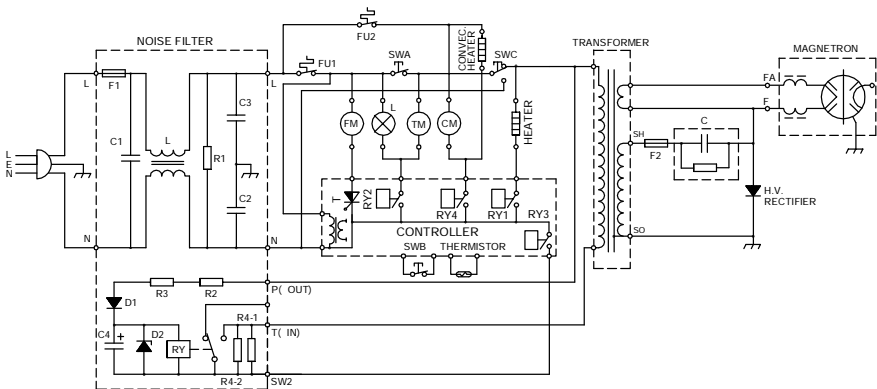 NOISE FILTER
FU2
FU1
SWA
CONVEC.
HEATER
SWC
TRANSFORMER
MAGNETRON
L
F1
L
C3
C1
L
R1
C2
L
E
N
N
N
FM
L
TM
CM
HEATER
FA
F
SH
F2
C
H.V.
RECTIFIER
SO
T
RY2
RY4
RY1
RY3
CONTROLLER
SWB
THERMISTOR
R3
R2
P( OUT)
D1
R4-1
T( IN)
C4
+
D2
RY
R4-2
SW2